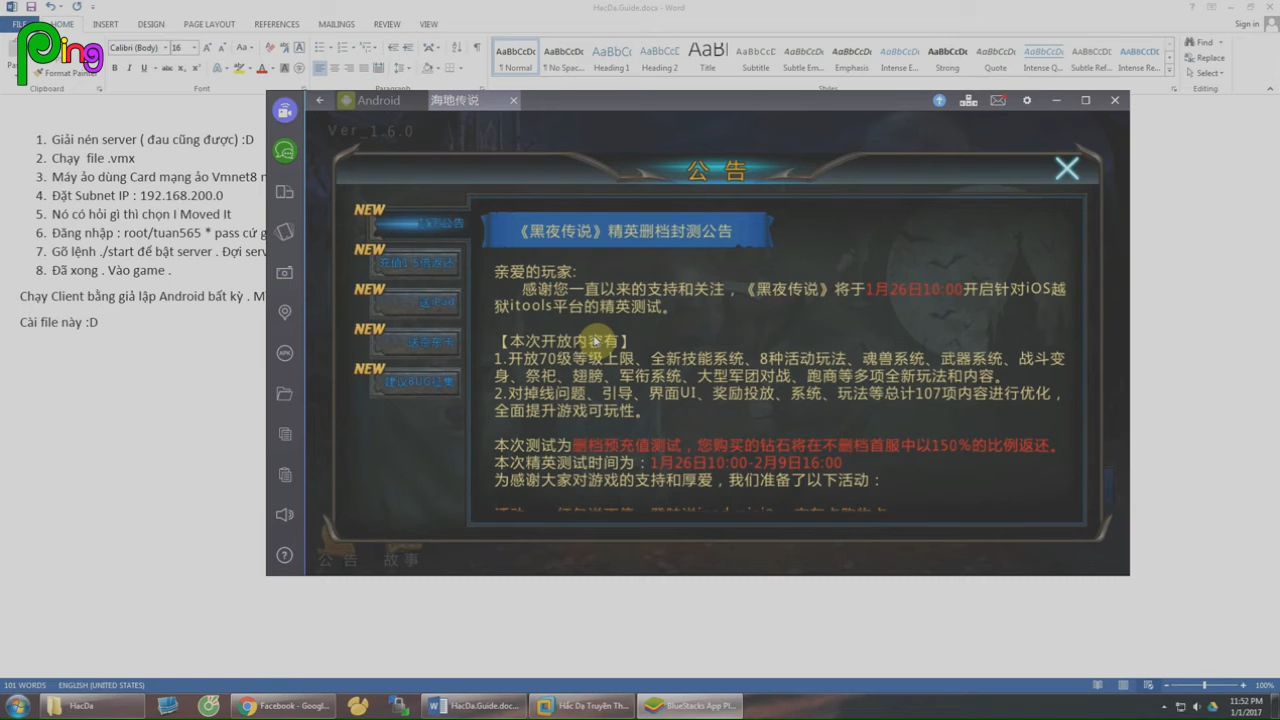 HacDa.Guide.docx - Word
FILE HOME INSERT DESIGN PAGE LAYOUT REFERENCES MAILINGS REVIEW VIEW
Sign in
Ping
Calibri (Body) 16
Format Painter
Clipboard Font Paragraph Styles Editing
AaBbCcDc AaBbCcDc AaBbCc AaBbCc AaBl AaBbCcC AaBbCcDc AaBbCcDc AaBbCcDc AaBbCcDc AaBbCcDc AaBbCcDc AaBbCcDc
¶ Normal ¶ No Spac... Heading 1 Heading 2 Title Subtitle Subtle Em... Emphasis Intense E... Strong Quote Intense Q... Subtle Ref... Intense Re...
Find
Replace
Select
1. Giải nén server ( đau cũng được) :D
2. Chạy file .vmx
3. Máy ảo dùng Card mạng ảo Vmnet8
4. Đặt Subnet IP : 192.168.200.0
5. Nó có hỏi gì thì chọn I Moved It
6. Đăng nhập : root/tuan565 * pass cứ g
7. Gõ lệnh ./start để bật server . Đợi serv
8. Đã xong . Vào game .
Chạy Client bằng giả lập Android bất kỳ . M
Cài file này :D
Android 海地传说
Ver_1.6.0
公 告
NEW
NEW
充值1.5倍返还
NEW
NEW
NEW
建议BUG征集
《黑夜传说》精英删档封测公告
亲爱的玩家:
感谢您一直以来的支持和关注，《黑夜传说》将于1月26日10:00开启针对iOS越
狱itools平台的精英测试。
【本次开放内容有】
1.开放70级等级上限、全新技能系统、8种活动玩法、魂兽系统、武器系统、战斗变
身、祭祀、翅膀、军衔系统、大型军团对战、跑商等多项全新玩法和内容。
2.对掉线问题、引导、界面UI、奖励投放、系统、玩法等总计107项内容进行优化，
全面提升游戏可玩性。
本次测试为删档预充值测试，您购买的钻石将在不删档首服中以150%的比例返还。
本次精英测试时间为：1月26日10:00-2月9日16:00
为感谢大家对游戏的支持和厚爱，我们准备了以下活动：
公 告 故 事
101 WORDS ENGLISH (UNITED STATES)
100%
HacDa
Facebook - Googl...
HacDa.Guide.doc...
Hắc Dạ Truyền Th...
BlueStacks App Pl...
11:52 PM
1/1/2017